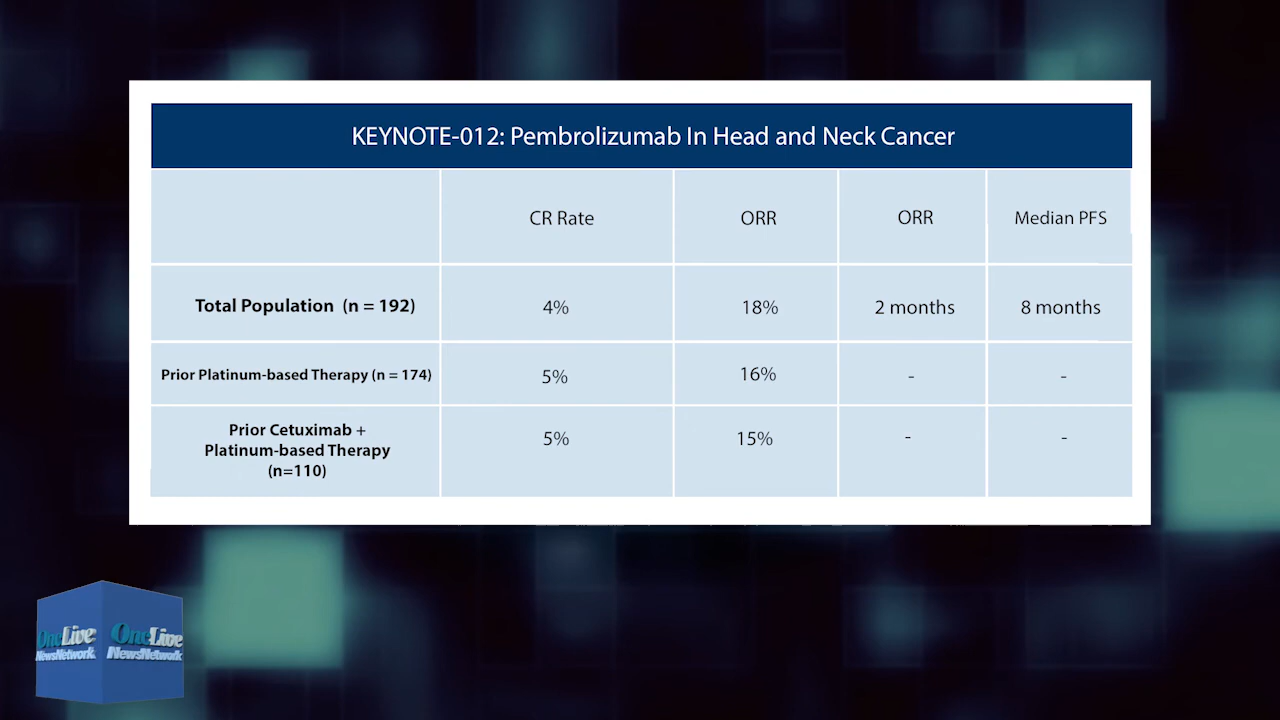 KEYNOTE-012: Pembrolizumab In Head and Neck Cancer
CR Rate ORR ORR Median PFS
Total Population (n = 192) 4% 18% 2 months 8 months
Prior Platinum-based Therapy (n = 174) 5% 16% - -
Prior Cetuximab +
Platinum-based Therapy
(n=110) 5% 15% - -
OncLive OncLive
NewsNetwork NewsNetwork